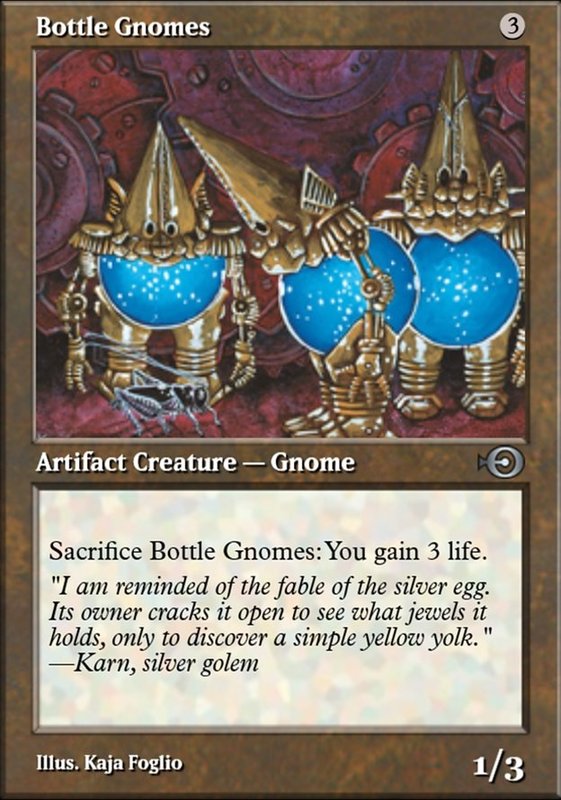 Bottle Gnomes 3
Artifact Creature — Gnome
Sacrifice Bottle Gnomes: You gain 3 life.
"I am reminded of the fable of the silver egg.
Its owner cracks it open to see what jewels it
holds, only to discover a simple yellow yolk."
—Karn, silver golem
Illus. Kaja Foglio
1/3